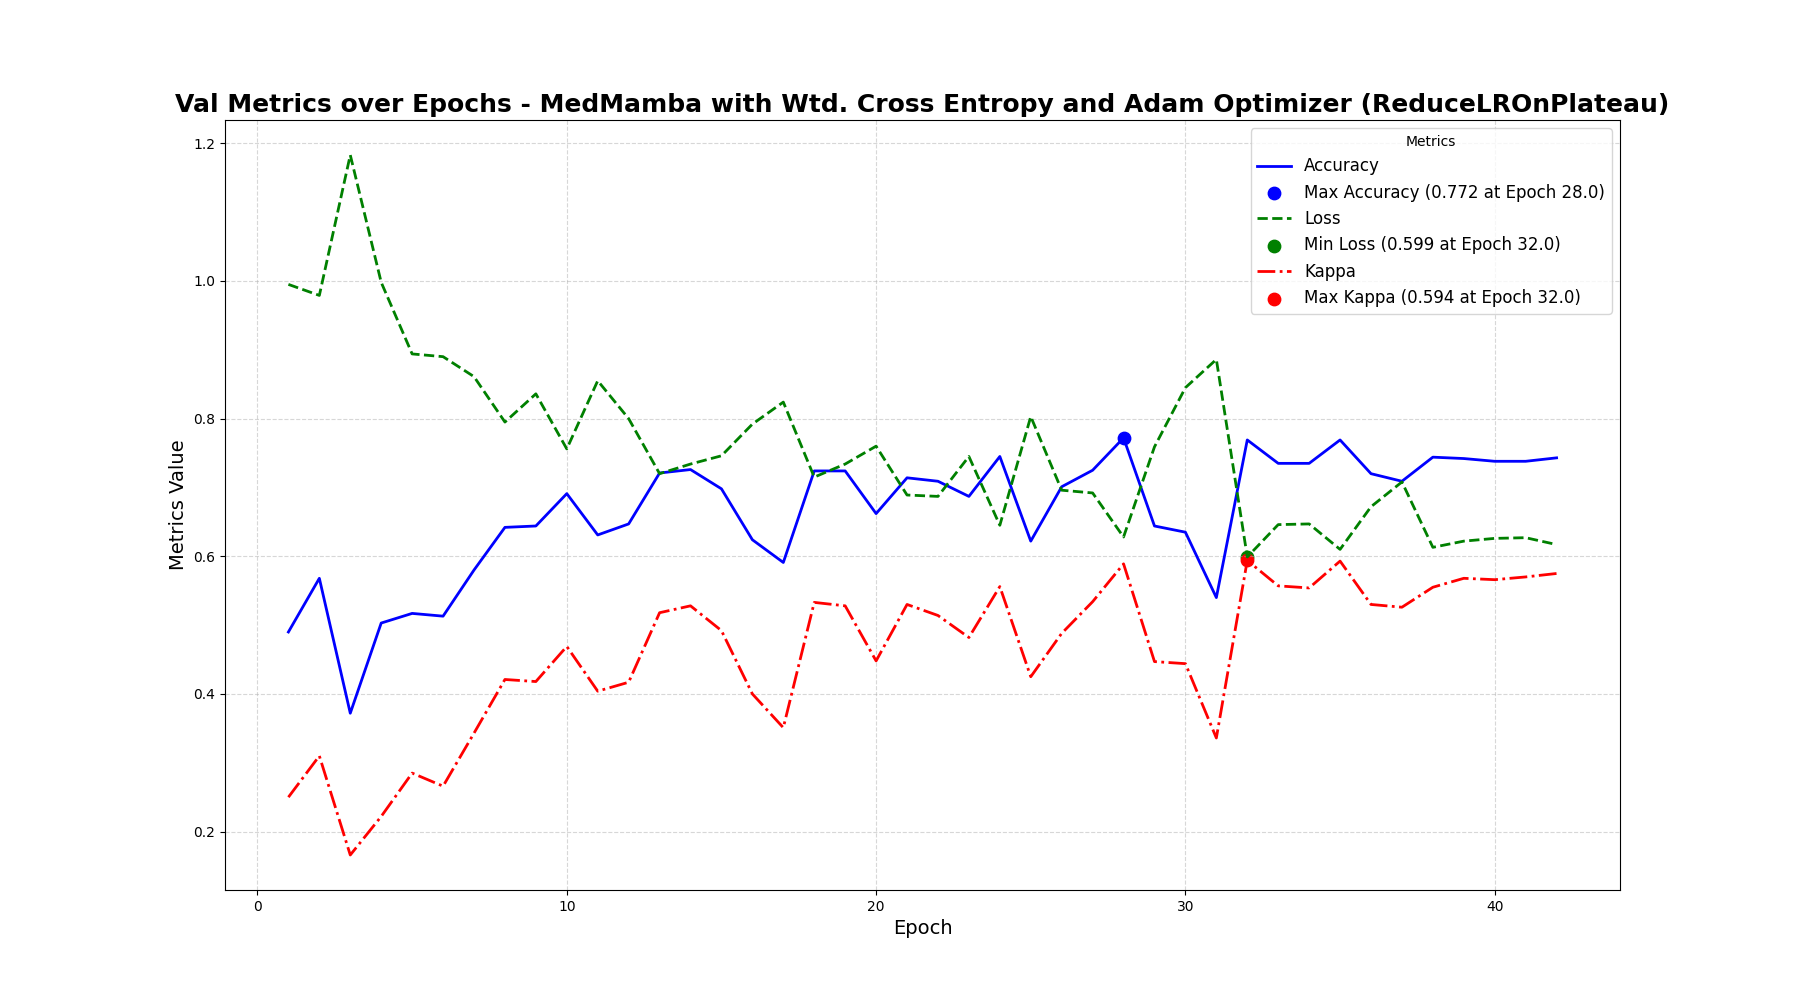 Val Metrics over Epochs - MedMamba with Wtd. Cross Entropy and Adam Optimizer (ReduceLROnPlateau)
Metrics
Accuracy
Max Accuracy (0.772 at Epoch 28.0)
Loss
Min Loss (0.599 at Epoch 32.0)
Kappa
Max Kappa (0.594 at Epoch 32.0)
Metrics Value
1.2
1.0
0.8
0.6
0.4
0.2
0 10 20 30 40
Epoch